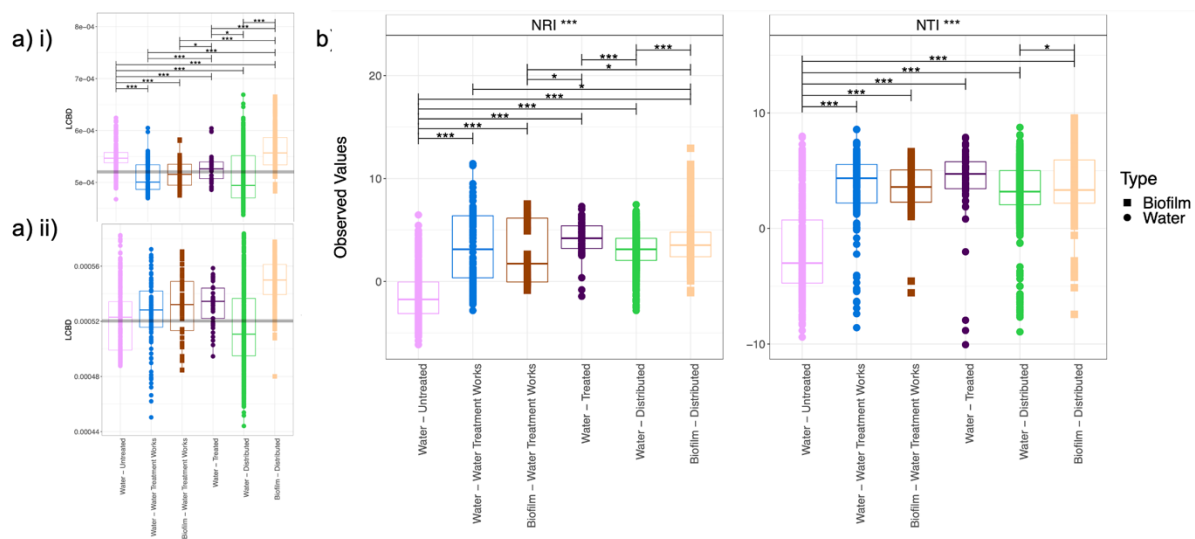 a) i)
8e−04
7e−04
6e−04
5e−04
LCBD
***
***
*
***
***
*
***
***
***
***
***
***
***
a) ii)
0.00056
0.00052
0.00048
0.00044
LCBD
Water − Untreated
Water − Water Treatment Works
Biofilm − Water Treatment Works
Water − Treated
Water − Distributed
Biofilm − Distributed
b)
NRI ***
20
10
0
Observed Values
***
***
*
*
*
***
***
***
***
***
Water − Untreated
Water − Water Treatment Works
Biofilm − Water Treatment Works
Water − Treated
Water − Distributed
Biofilm − Distributed
NTI ***
10
0
−10
*
***
***
***
***
***
Water − Untreated
Water − Water Treatment Works
Biofilm − Water Treatment Works
Water − Treated
Water − Distributed
Biofilm − Distributed
Type
Biofilm
Water